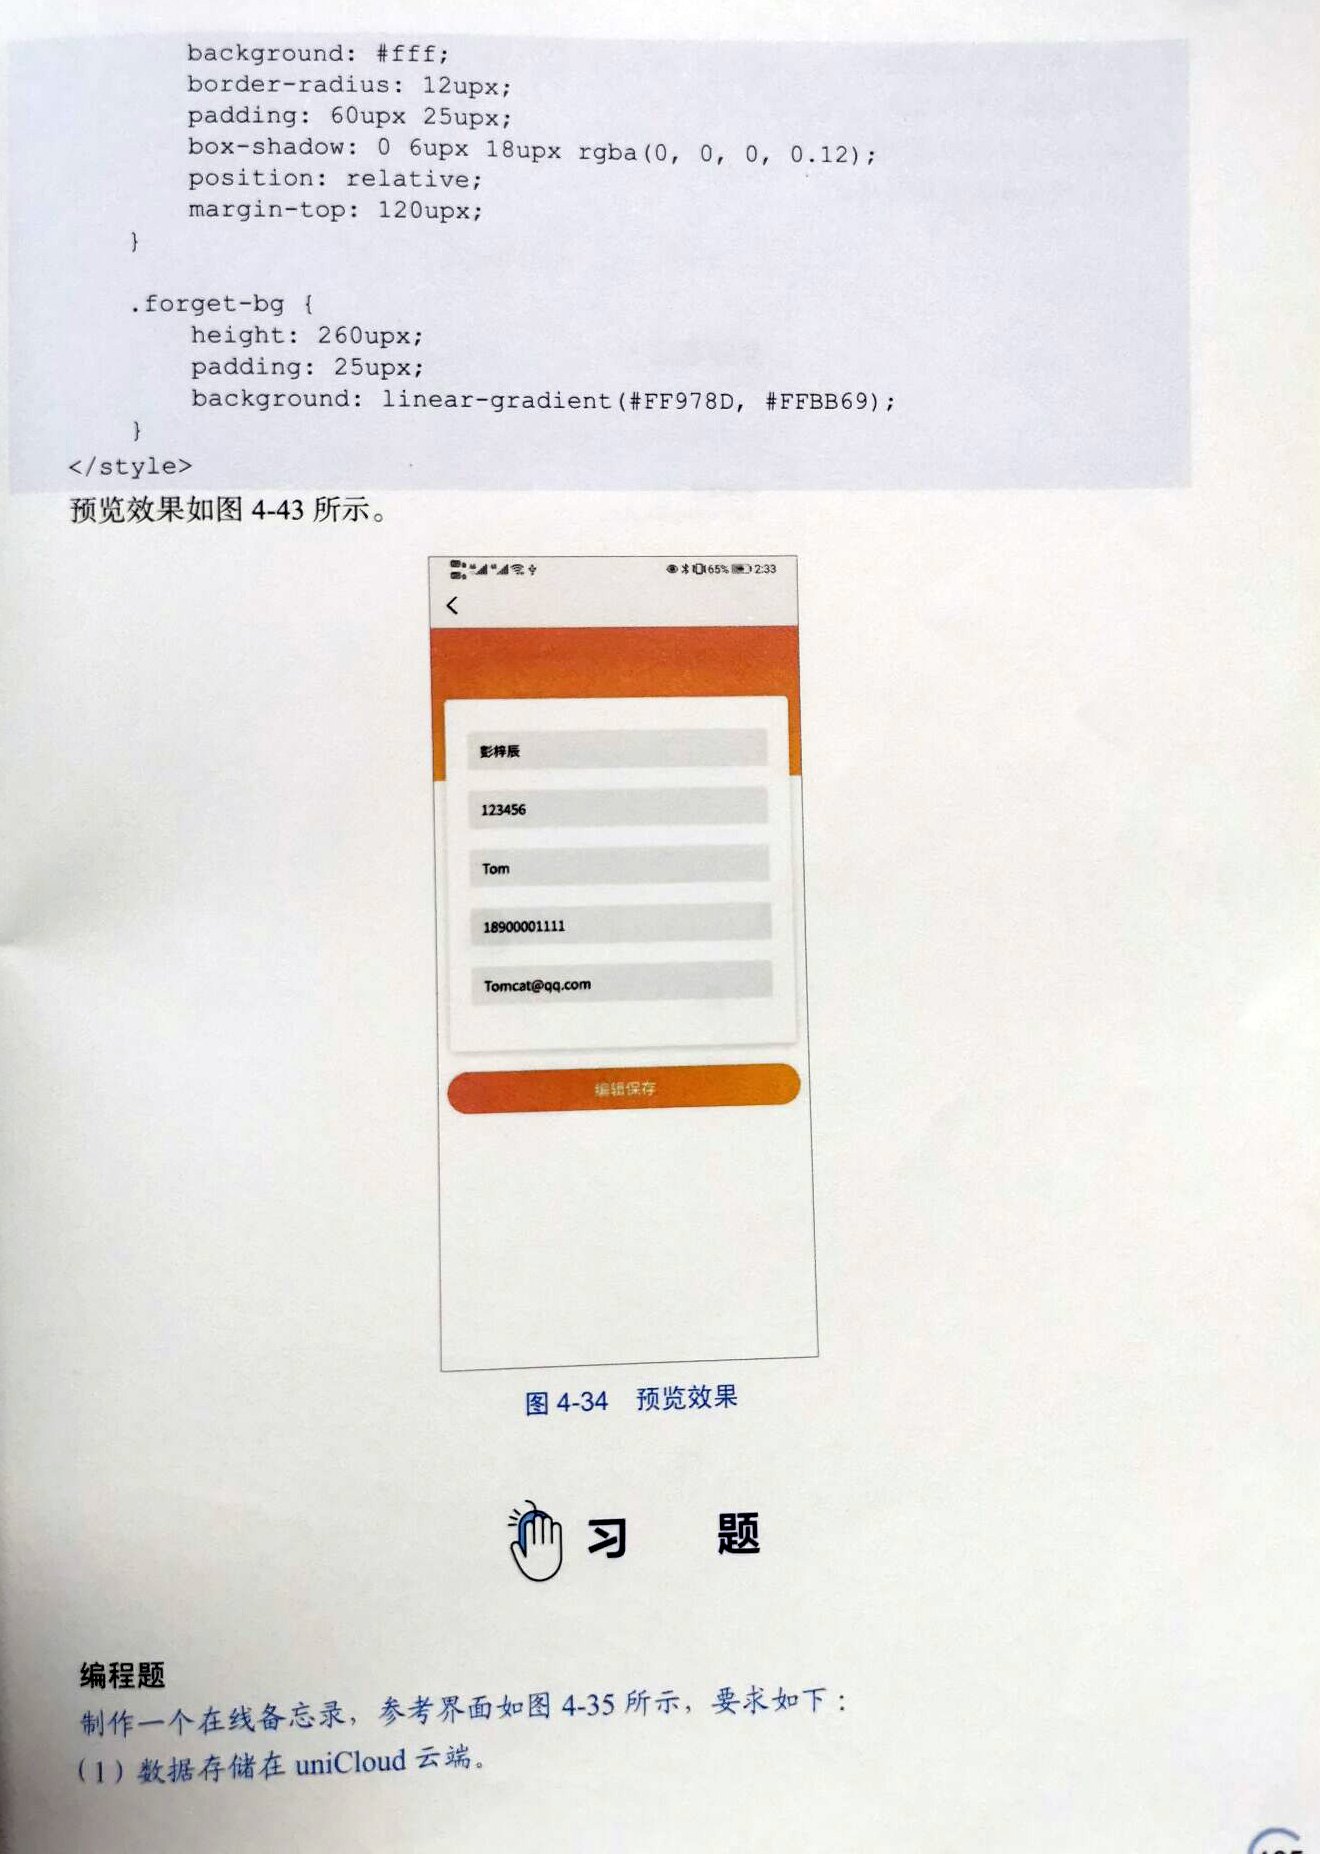 background: #fff;
border-radius: 12upx;
padding: 60upx 25upx;
box-shadow: 0 6upx 18upx rgba(0, 0, 0, 0.12);
position: relative;
margin-top: 120upx;
}
.forget-bg {
height: 260upx;
padding: 25upx;
background: linear-gradient(#FF978D, #FFBB69);
}
</style>
预览效果如图 4-43 所示。
65% 2:33
彭梓辰
123456
Tom
18900001111
Tomcat@qq.com
编辑保存
图 4-34 预览效果
习 题
编程题
制作一个在线备忘录，参考界面如图 4-35 所示，要求如下：
（1）数据存储在 uniCloud 云端。